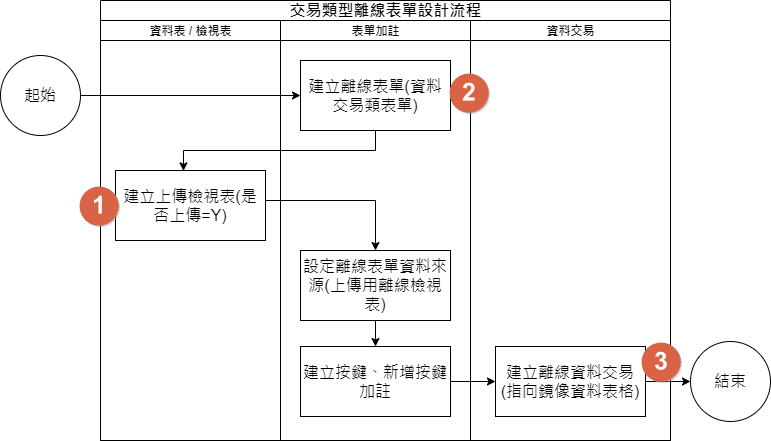 交易類型離線表單設計流程
資料表 / 檢視表
表單加註
資料交易
起始
建立離線表單(資料
交易類表單)
2
1
建立上傳檢視表(是
否上傳=Y)
設定離線表單資料來
源(上傳用離線檢視
表)
建立按鍵、新增按鍵
加註
建立離線資料交易
(指向鏡像資料表格)
3
結束